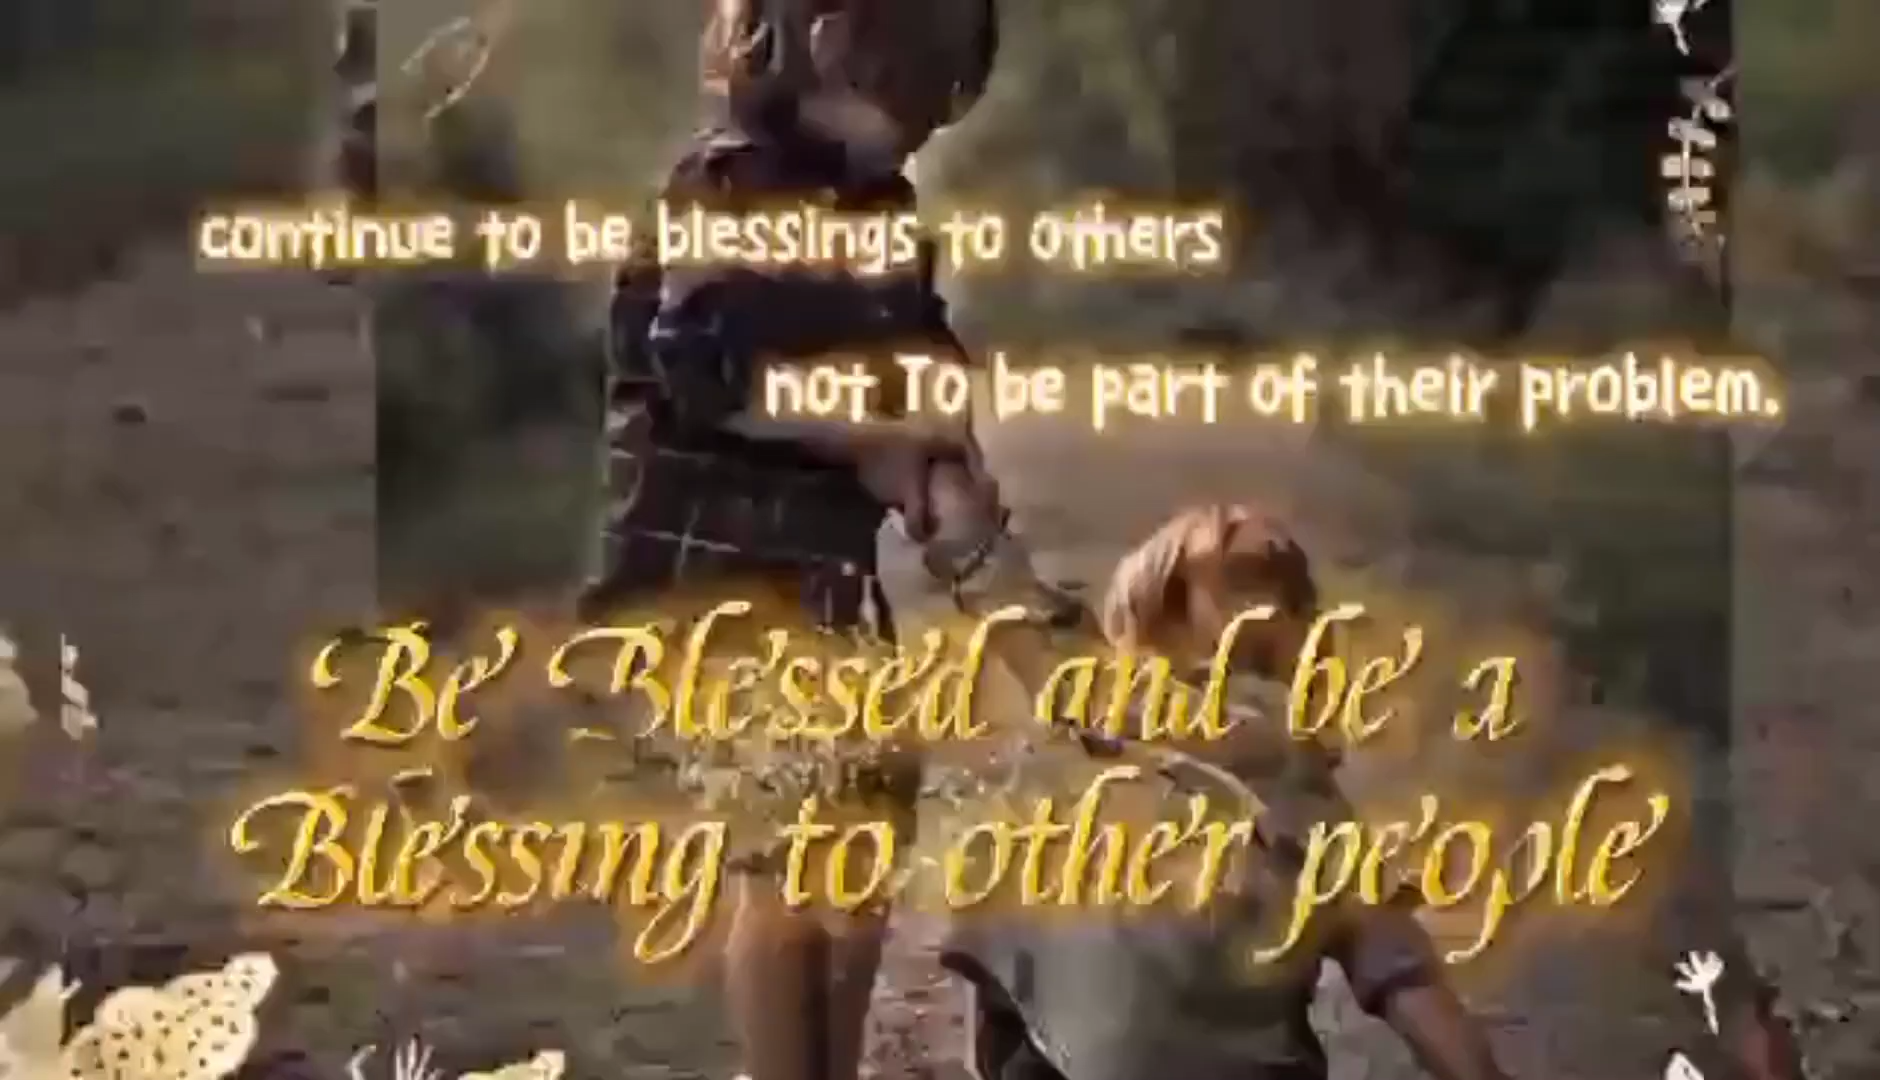 continue to be blessings to others
not To be part of their problem.
Be Blessed and be a
Blessing to other people